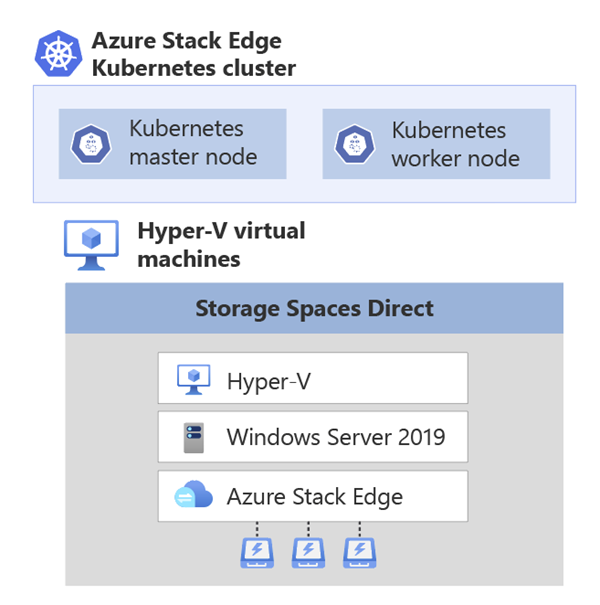 Azure Stack Edge
Kubernetes cluster
Kubernetes
master node
Kubernetes
worker node
Hyper-V virtual
machines
Storage Spaces Direct
Hyper-V
Windows Server 2019
Azure Stack Edge